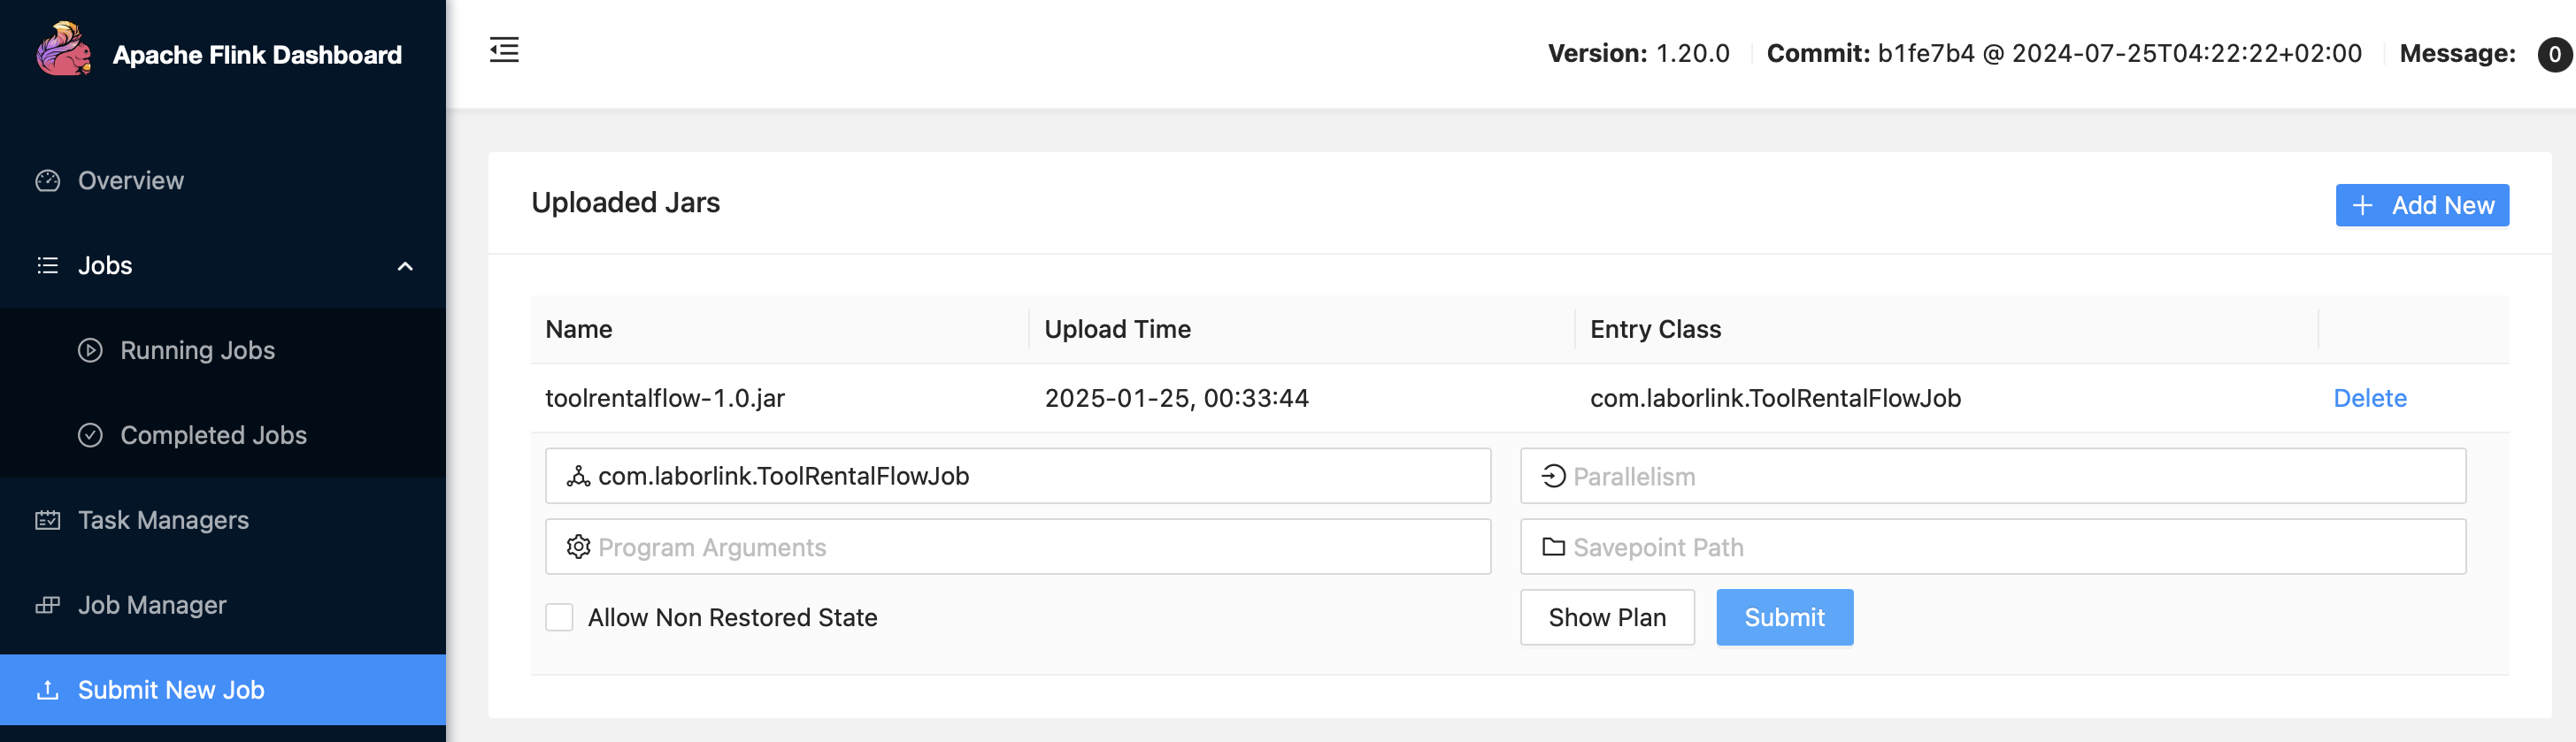 Apache Flink Dashboard
Version: 1.20.0 Commit: b1fe7b4 @ 2024-07-25T04:22:22+02:00 Message: 0
Overview
Jobs
Running Jobs
Completed Jobs
Task Managers
Job Manager
Submit New Job
Uploaded Jars
+ Add New
Name Upload Time Entry Class
toolrentalflow-1.0.jar 2025-01-25, 00:33:44 com.laborlink.ToolRentalFlowJob Delete
com.laborlink.ToolRentalFlowJob Parallelism
Program Arguments Savepoint Path
Allow Non Restored State Show Plan Submit